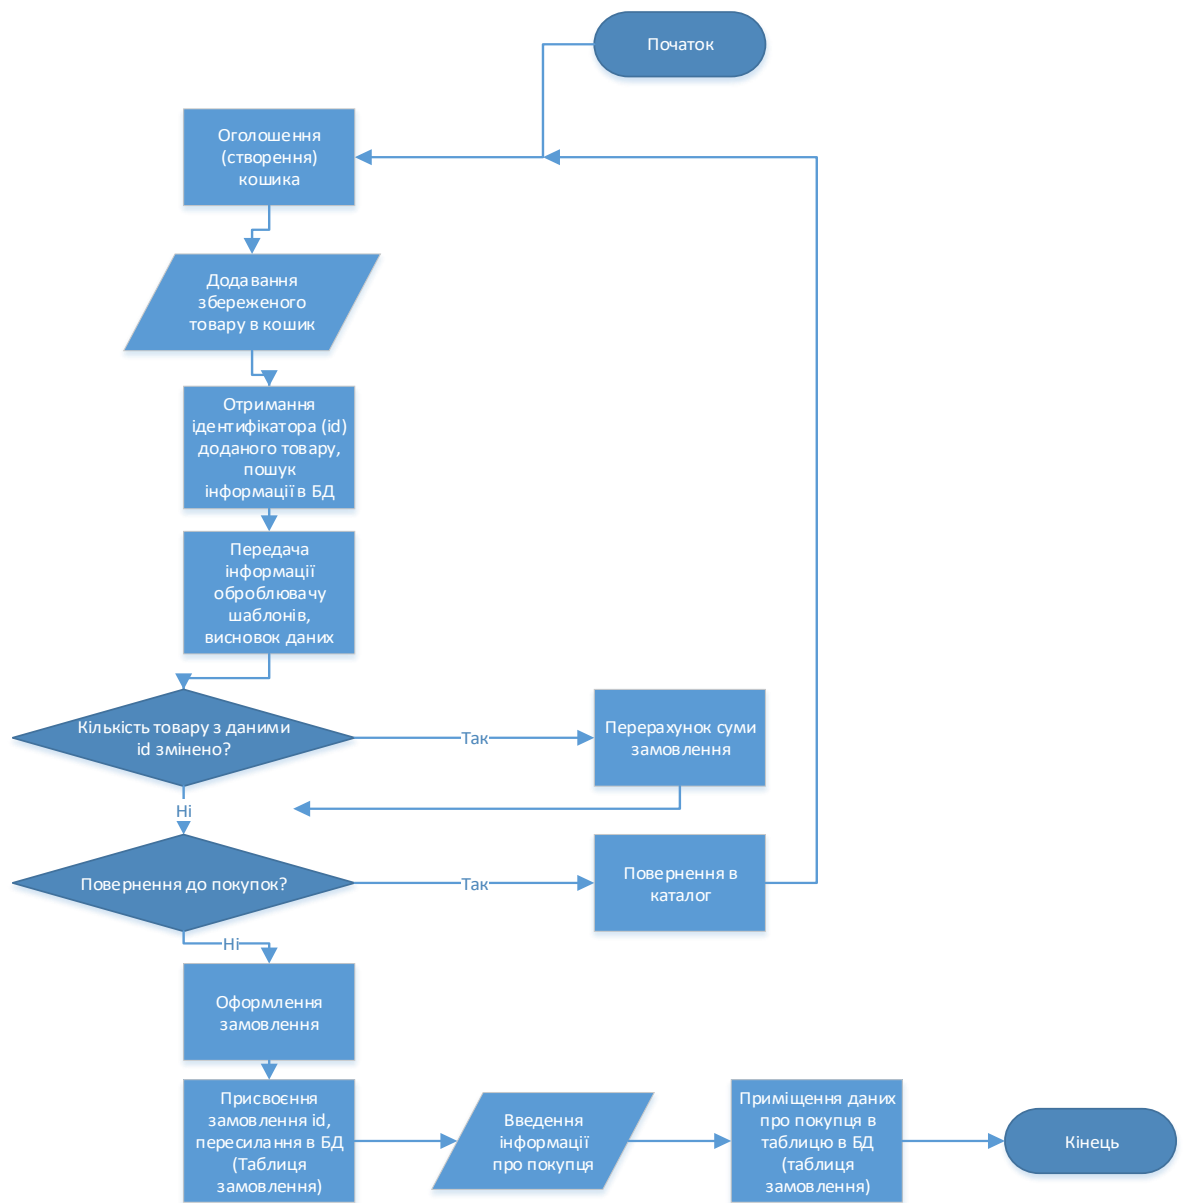 Початок
Оголошення
(створення)
кошика
Додавання
збереженого
товару в кошик
Отримання
ідентифікатора (id)
доданого товару,
пошук
інформації в БД
Передача
інформації
оброблювачу
шаблонів,
висновок даних
Кількість товару з даними
id змінено?
Так
Перерахунок суми
замовлення
Ні
Повернення до покупок?
Так
Повернення в
каталог
Ні
Оформлення
замовлення
Присвоєння
замовлення id,
пересилання в БД
(Таблиця
замовлення)
Введення
інформації
про покупця
Приміщення даних
про покупця в
таблицю в БД
(таблиця
замовлення)
Кінець